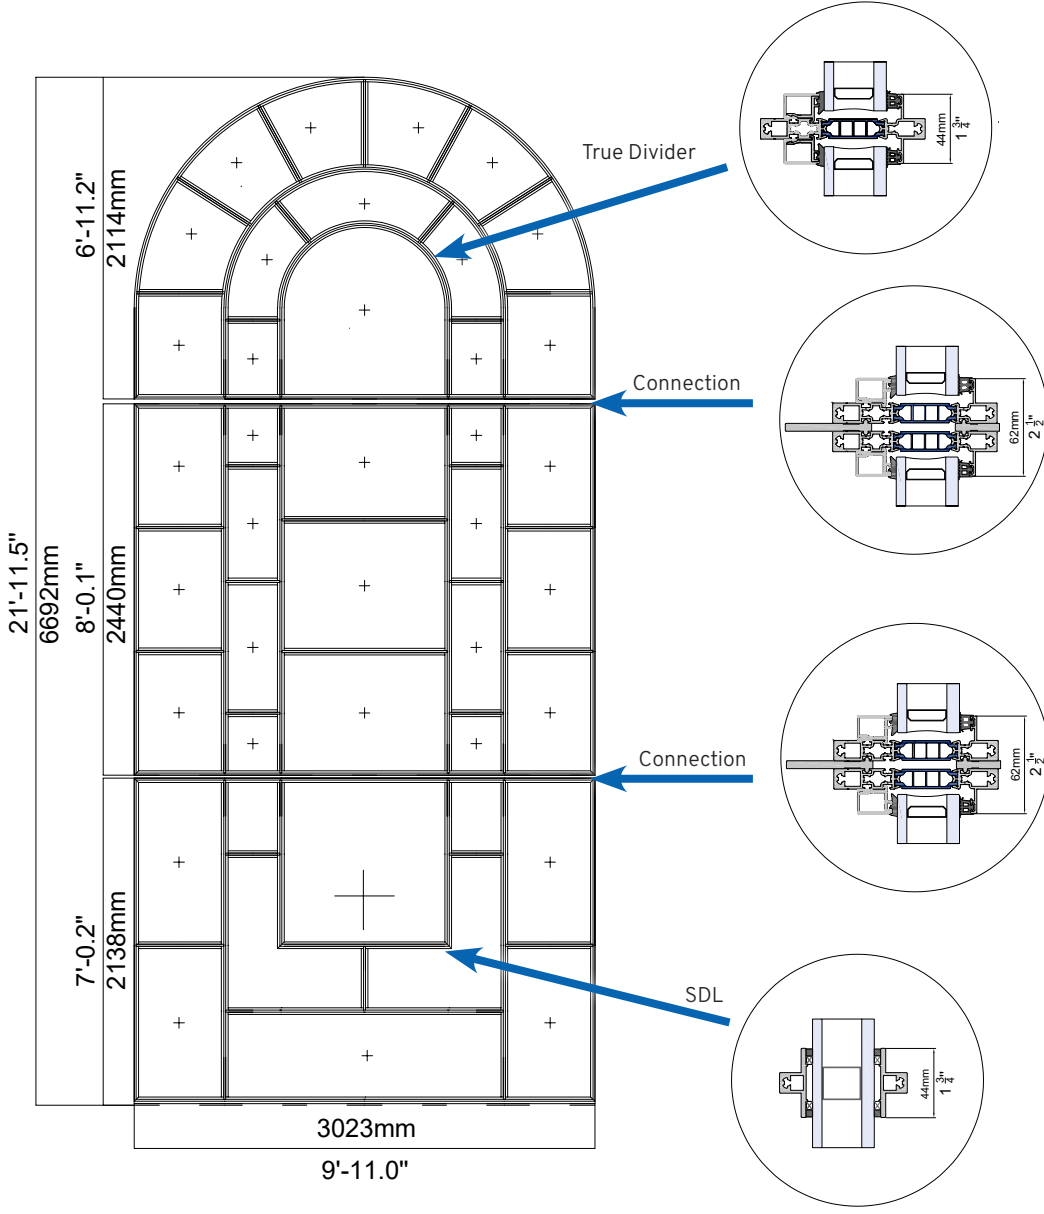 True Divider
44mm
1 3/4"
6'-11.2"
2114mm
Connection
62mm
2 1/2"
21'-11.5"
6692mm
8'-0.1"
2440mm
Connection
62mm
2 1/2"
7'-0.2"
2138mm
SDL
44mm
1 3/4"
3023mm
9'-11.0"